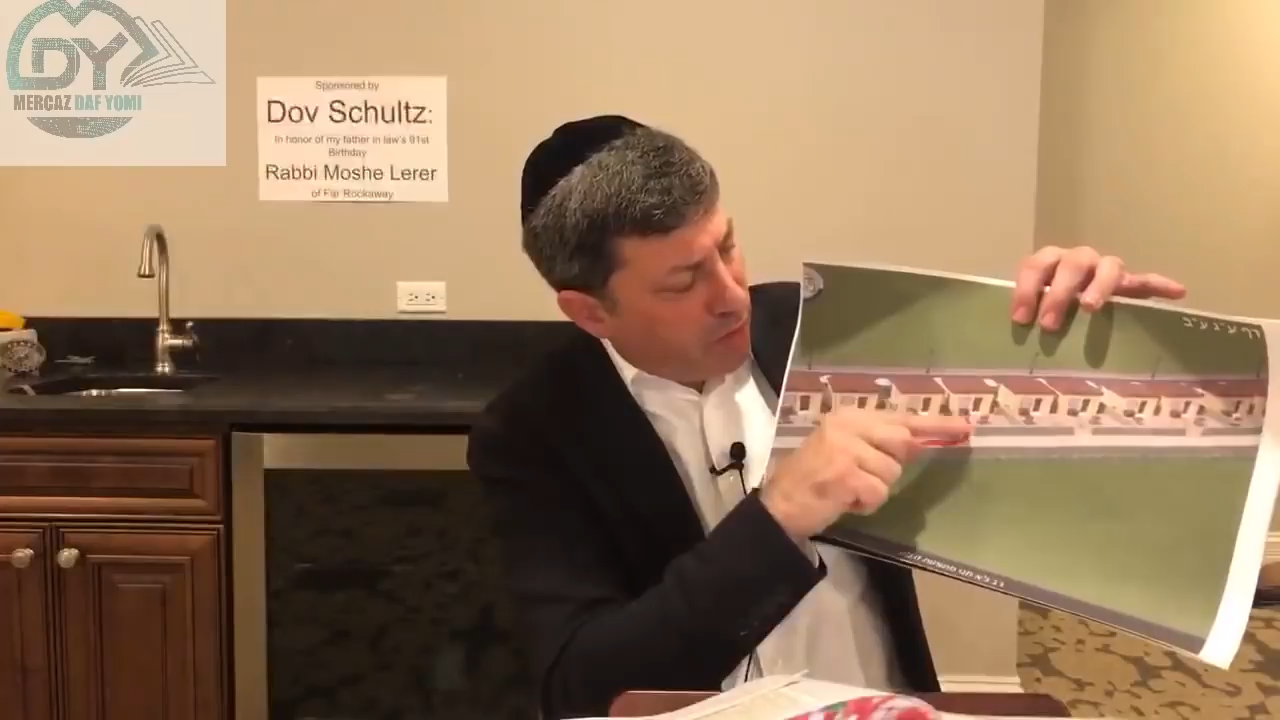 DY
MERCAZ DAF YOMI
Sponsored by
Dov Schultz:
In honor of my father in law's 91st
Birthday
Rabbi Moshe Lerer
of Far Rockaway